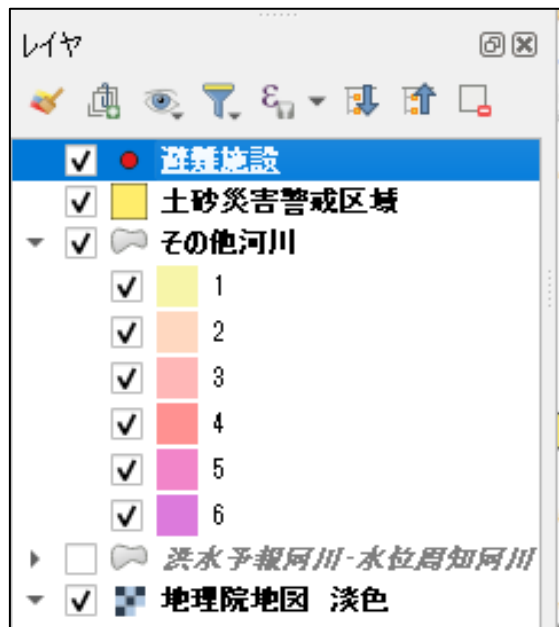 レイヤ
避難施設
土砂災害警戒区域
その他河川
1
2
3
4
5
6
洪水予報河川-水位周知河川
地理院地図 淡色